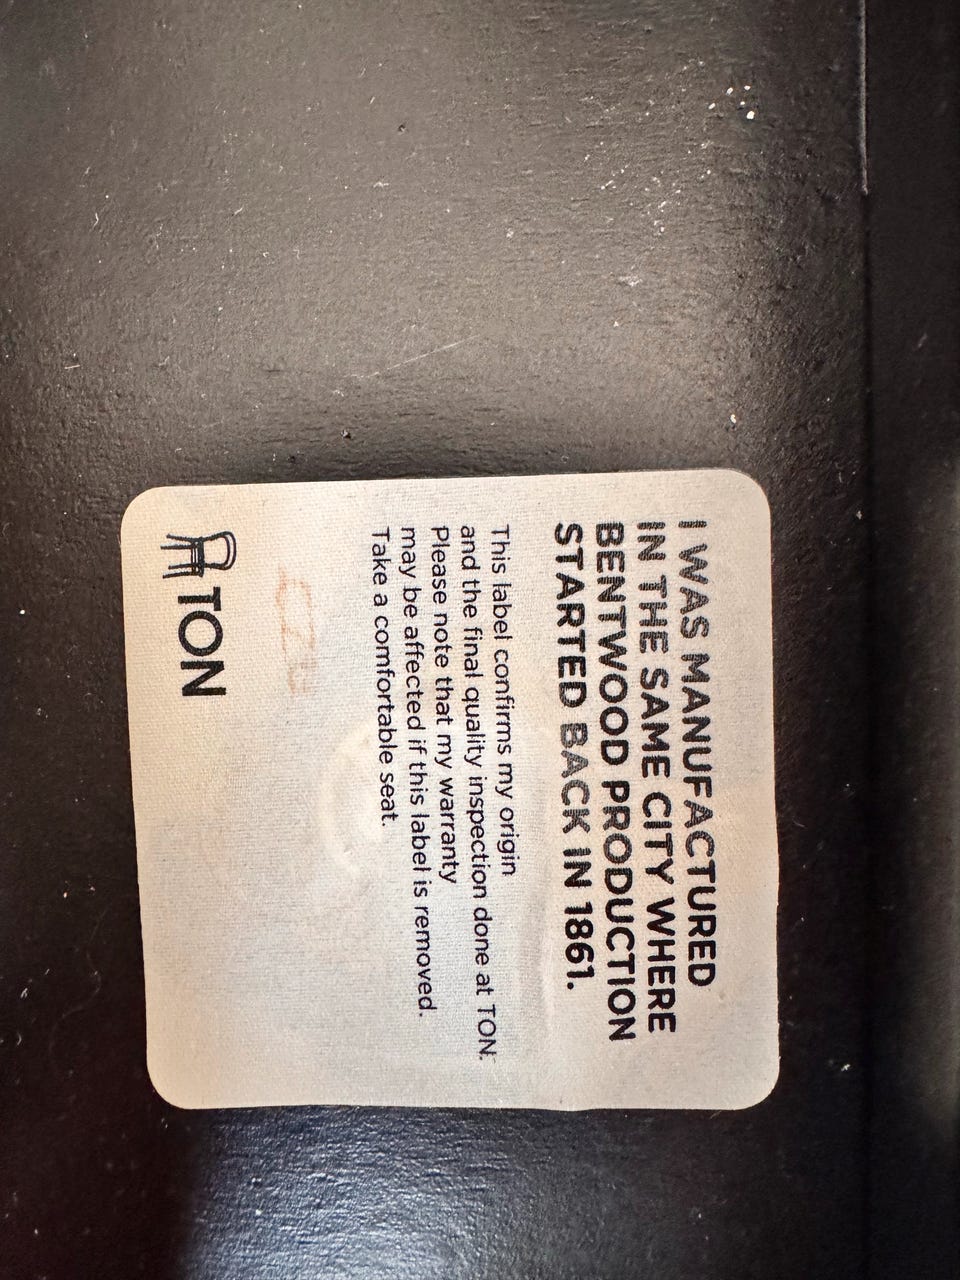 I WAS MANUFACTURED
IN THE SAME CITY WHERE
BENTWOOD PRODUCTION
STARTED BACK IN 1861.
This label confirms my origin
and the final quality inspection done at TON.
Please note that my warranty
may be affected if this label is removed.
Take a comfortable seat.
TON